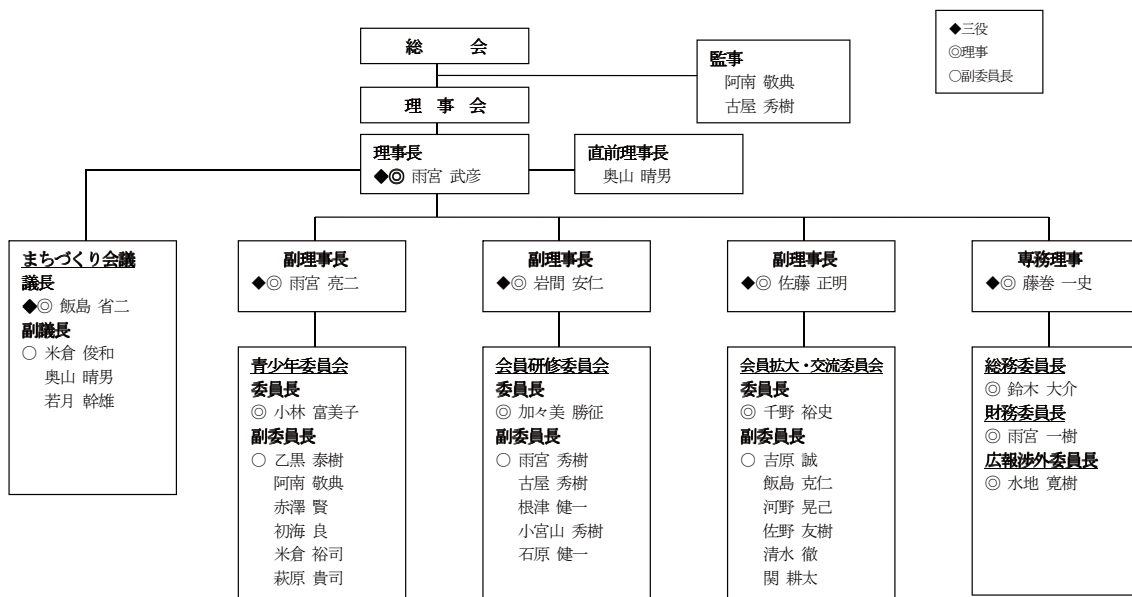 総　会
◆三役
◎理事
○副委員長
監事
阿南 敬典
古屋 秀樹
理 事 会
理事長
◆◎ 雨宮 武彦
直前理事長
奥山 晴男
まちづくり会議
議長
◆◎ 飯島 省二
副議長
○ 米倉 俊和
奥山 晴男
若月 幹雄
副理事長
◆◎ 雨宮 亮二
副理事長
◆◎ 岩間 安仁
副理事長
◆◎ 佐藤 正明
専務理事
◆◎ 藤巻 一史
青少年委員会
委員長
◎ 小林 富美子
副委員長
○ 乙黒 泰樹
阿南 敬典
赤澤 賢
初海 良
米倉 裕司
萩原 貴司
会員研修委員会
委員長
◎ 加々美 勝征
副委員長
○ 雨宮 秀樹
古屋 秀樹
根津 健一
小宮山 秀樹
石原 健一
会員拡大・交流委員会
委員長
◎ 千野 裕史
副委員長
○ 吉原 誠
飯島 克仁
河野 晃己
佐野 友樹
清水 徹
関 耕太
総務委員長
◎ 鈴木 大介
財務委員長
◎ 雨宮 一樹
広報渉外委員長
◎ 水地 寛樹